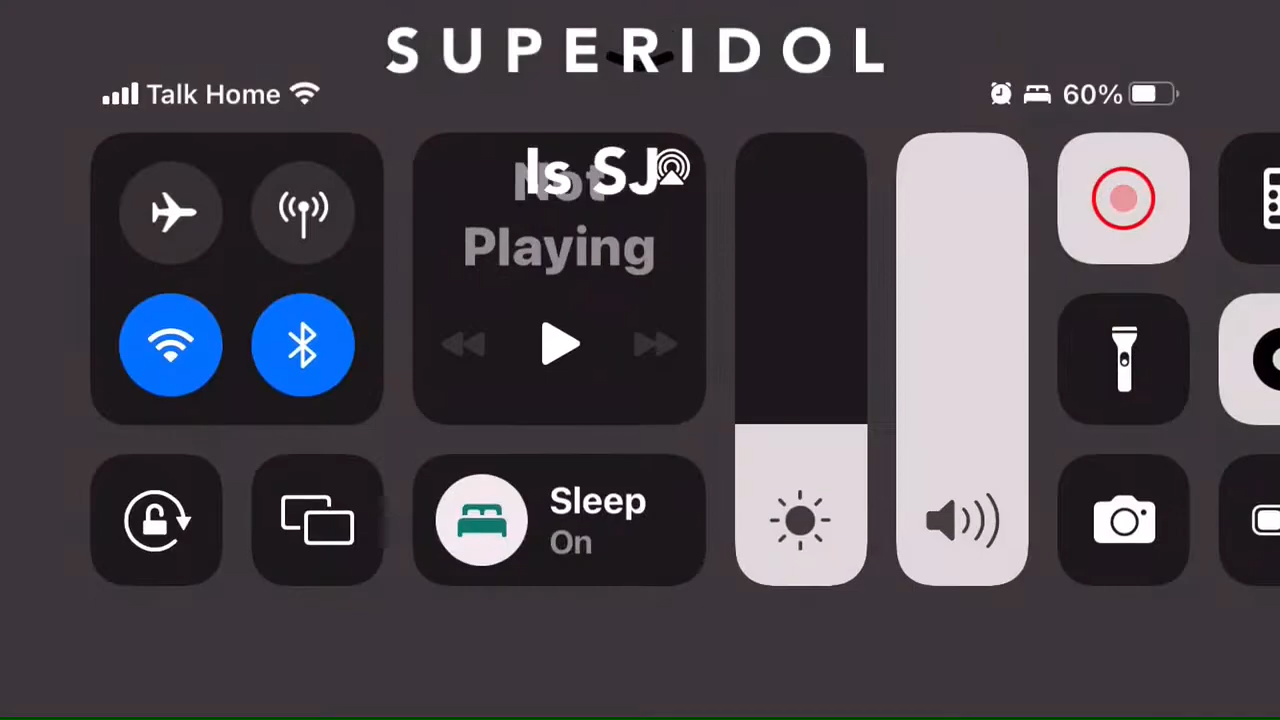 SUPERIDOL
Talk Home
60%
Is SJ
Not
Playing
Sleep
On